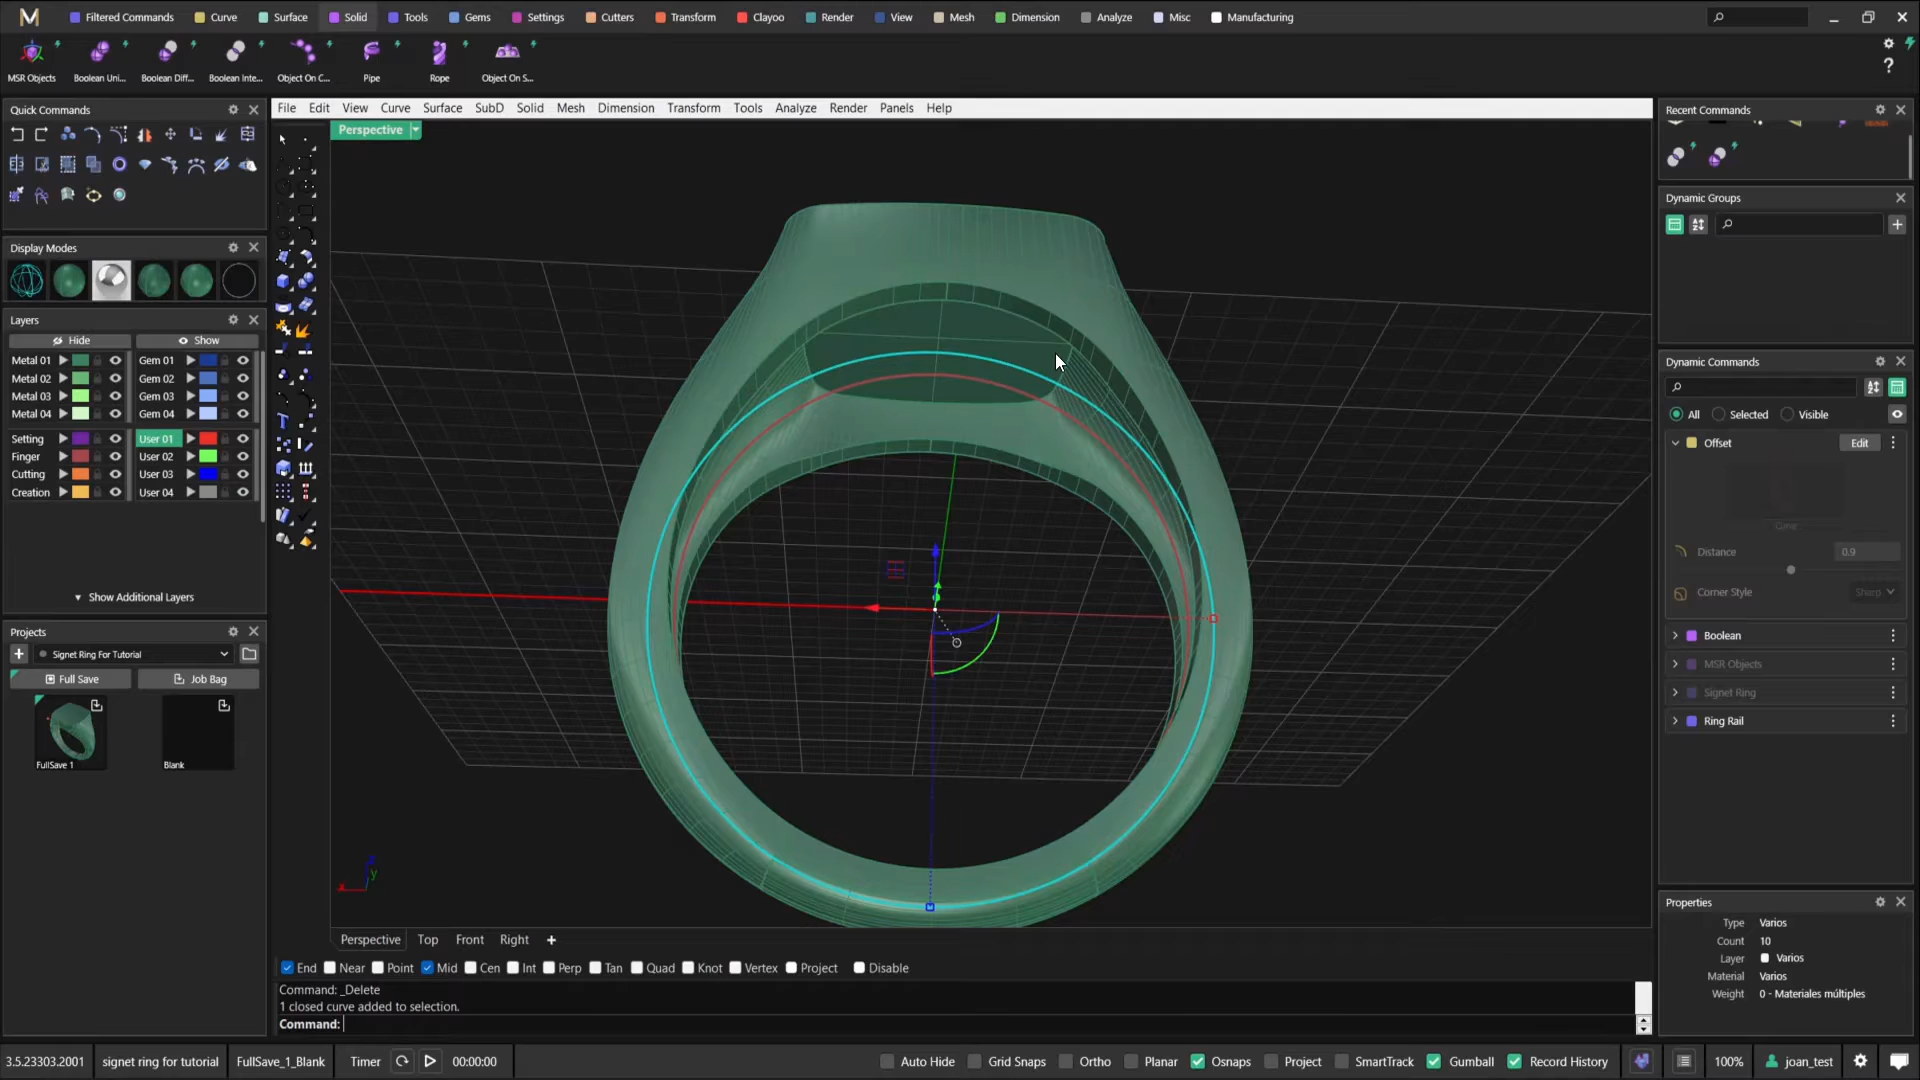 Filtered Commands Curve Surface Solid Tools Gems Settings Cutters Transform Clayoo Render View Mesh Dimension Analyze Misc Manufacturing
MSR Objects Boolean Uni... Boolean Diff... Boolean Inte... Object On C... Pipe Rope Object On S...
Quick Commands
Display Modes
Layers
Hide Show
Metal 01 Gem 01
Metal 02 Gem 02
Metal 03 Gem 03
Metal 04 Gem 04
Setting User 01
Finger User 02
Cutting User 03
Creation User 04
Show Additional Layers
Projects
Signet Ring For Tutorial
Full Save Job Bag
FullSave 1 Blank
File Edit View Curve Surface SubD Solid Mesh Dimension Transform Tools Analyze Render Panels Help
Perspective
x
y
z
Perspective Top Front Right
End Near Point Mid Cen Int Perp Tan Quad Knot Vertex Project Disable
Command: _Delete
1 closed curve added to selection.
Command:
Recent Commands
Dynamic Groups
Dynamic Commands
All Selected Visible
Offset Edit
Curve
Distance 0.9
Corner Style Sharp
Boolean
MSR Objects
Signet Ring
Ring Rail
Properties
Type Varios
Count 10
Layer Varios
Material Varios
Weight 0 - Materiales múltiples
3.5.23303.2001 signet ring for tutorial FullSave_1_Blank Timer 00:00:00 Auto Hide Grid Snaps Ortho Planar Osnaps Project SmartTrack Gumball Record History 100% joan_test